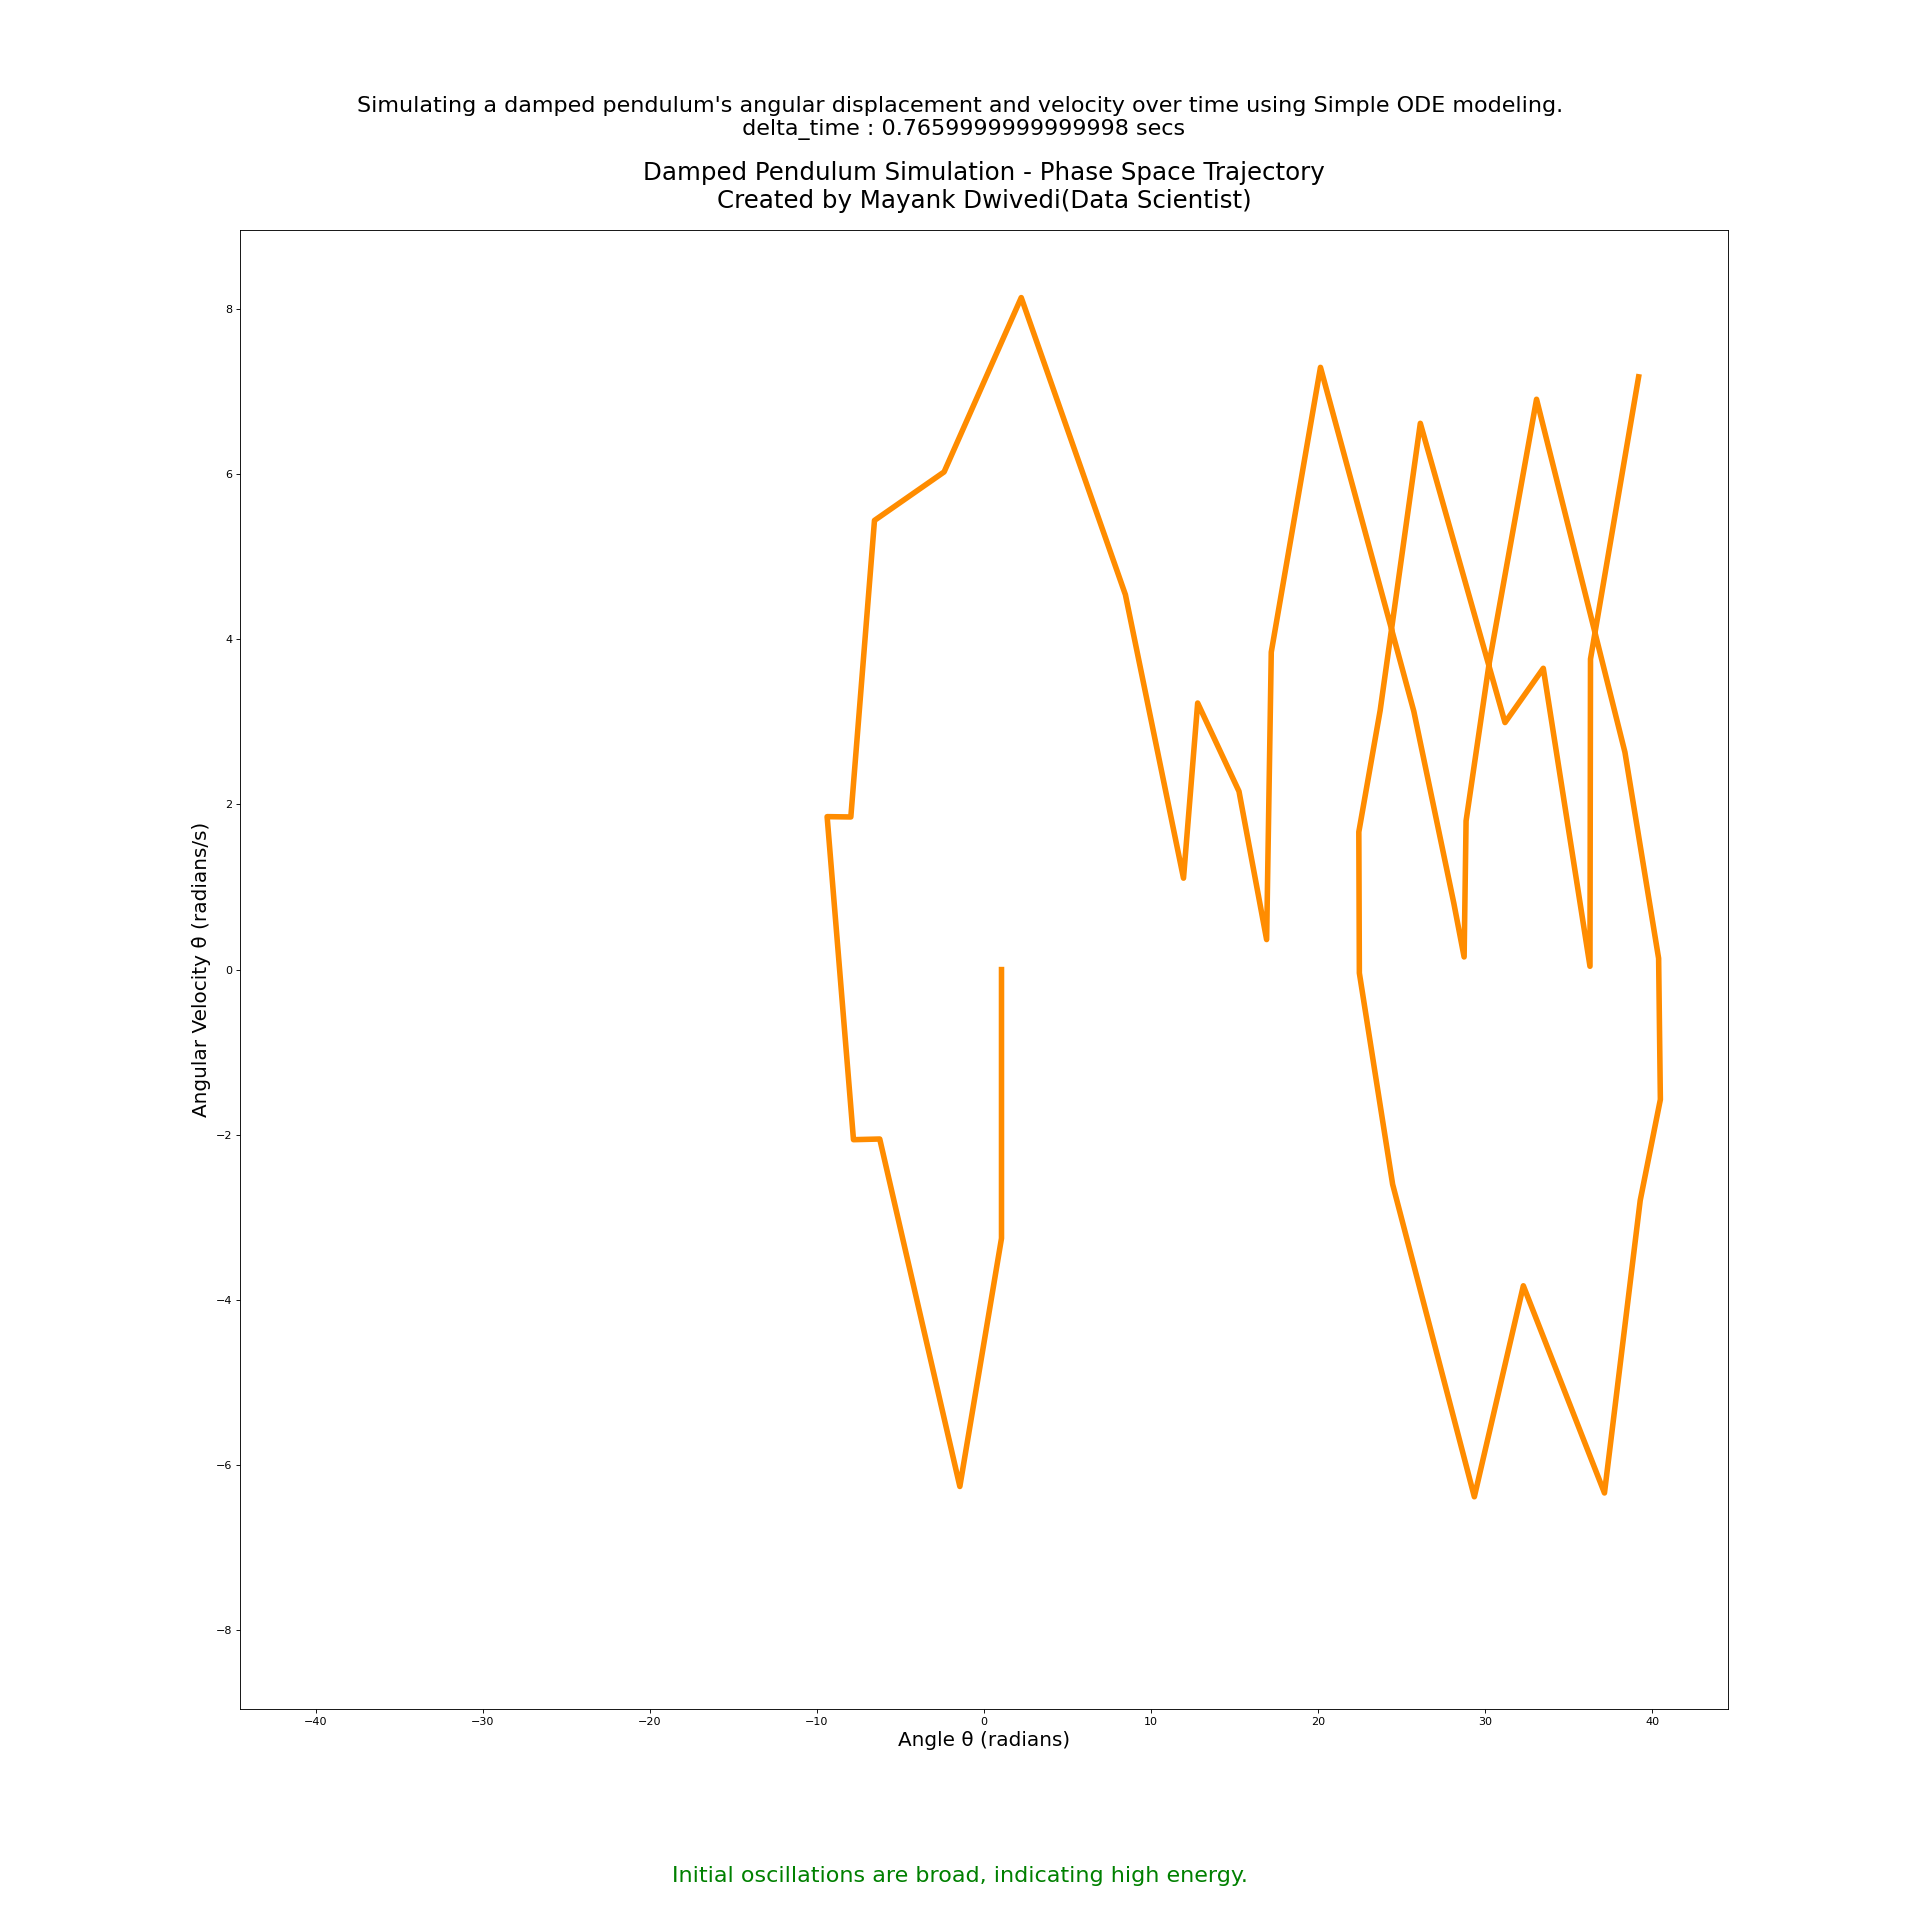 Simulating a damped pendulum's angular displacement and velocity over time using Simple ODE modeling.
delta_time : 0.7659999999999998 secs
Damped Pendulum Simulation - Phase Space Trajectory
Created by Mayank Dwivedi(Data Scientist)
8
6
4
2
0
−2
−4
−6
−8
Angular Velocity θ̇ (radians/s)
−40
−30
−20
−10
0
10
20
30
40
Angle θ (radians)
Initial oscillations are broad, indicating high energy.